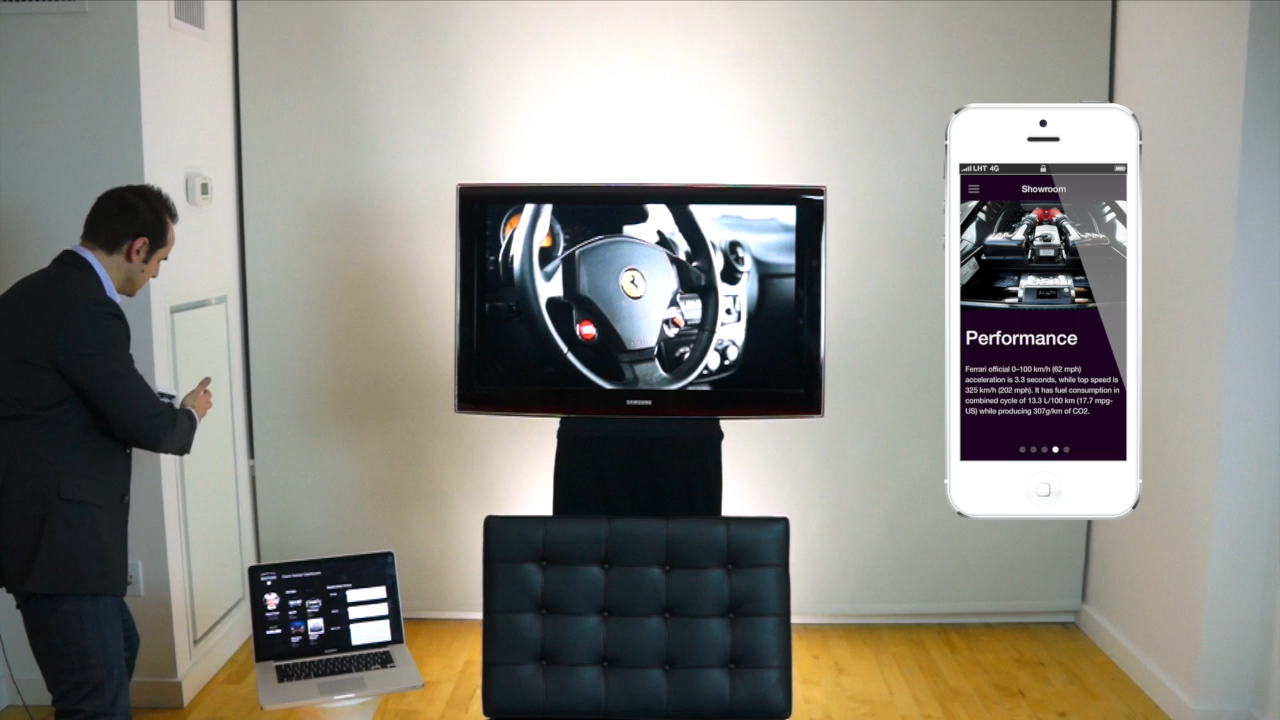 SAMSUNG
LHT 4G
Showroom
Performance
Ferrari official 0–100 km/h (62 mph)
acceleration is 3.3 seconds, while top speed is
325 km/h (202 mph). It has fuel consumption in
combined cycle of 13.3 L/100 km (17.7 mpg-
US) while producing 307g/km of CO2.